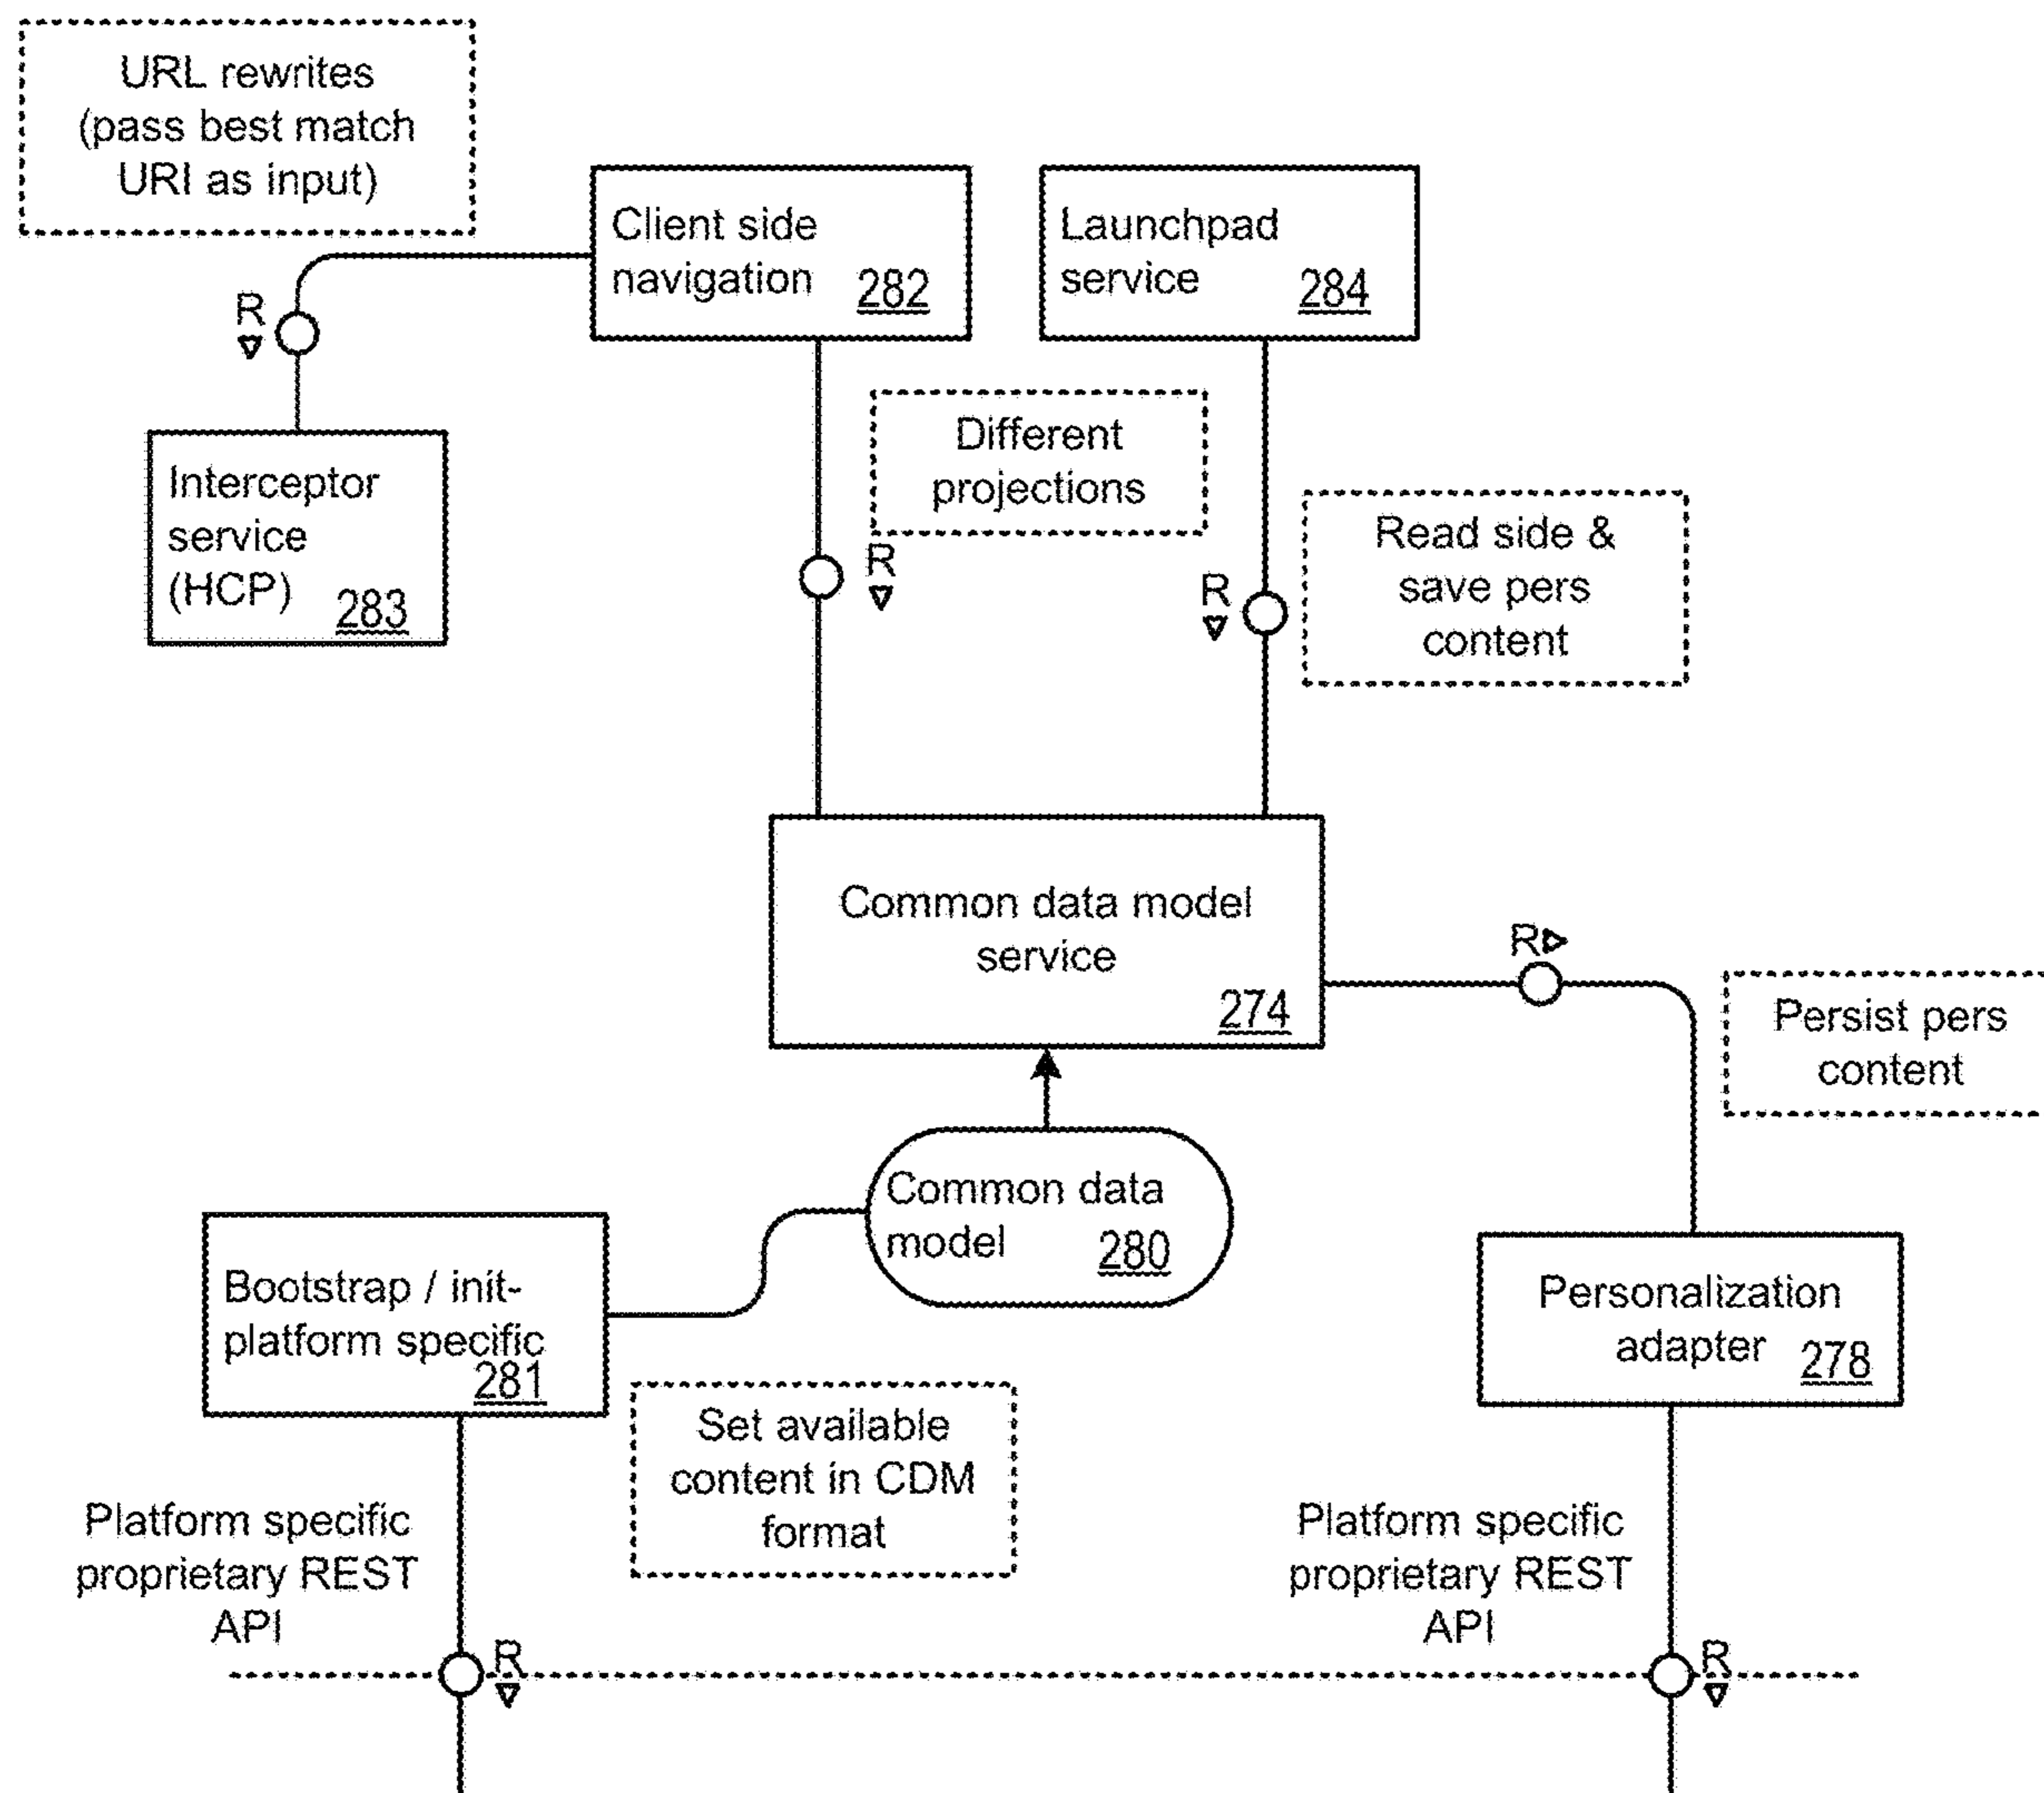 URL rewrites
(pass best match
URI as input)
Client side
navigation
282
Launchpad
service
284
R
Interceptor
service
(HCP)
283
Different
projections
R
Read side &
save pers
content
R
Common data model
service
274
R
Persist pers
content
Common data
model
280
Bootstrap / init-
platform specific
281
Personalization
adapter
278
Set available
content in CDM
format
Platform specific
proprietary REST
API
R
Platform specific
proprietary REST
API
R